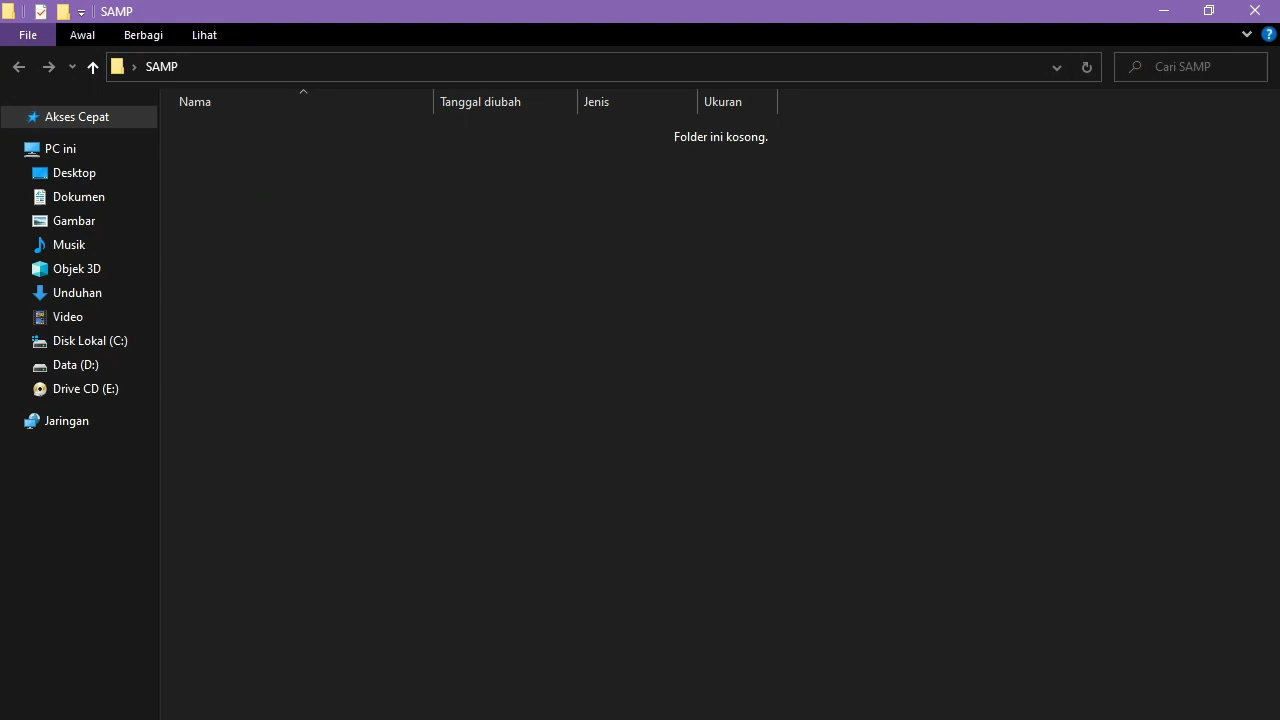 SAMP
File Awal Berbagi Lihat ?
SAMP Cari SAMP
Nama Tanggal diubah Jenis Ukuran
Folder ini kosong.
Akses Cepat
PC ini
Desktop
Dokumen
Gambar
Musik
Objek 3D
Unduhan
Video
Disk Lokal (C:)
Data (D:)
Drive CD (E:)
Jaringan